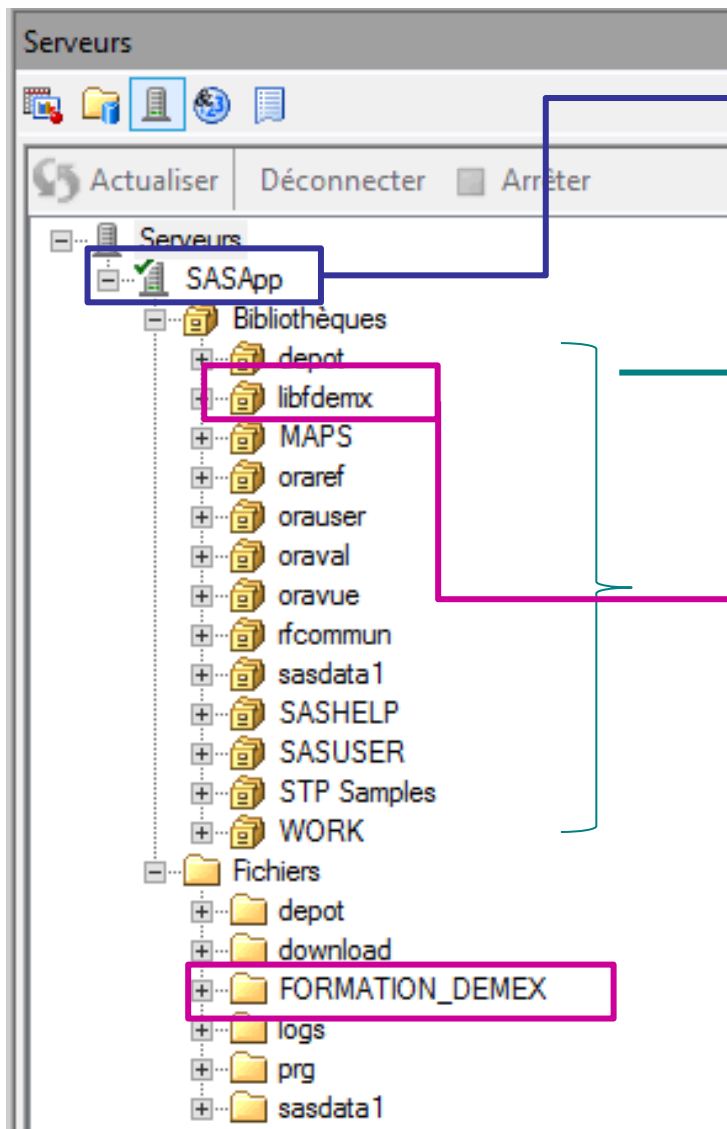 Serveurs
Actualiser Déconnecter Arrêter
Serveurs
SASApp
Bibliothèques
depot
libfdemx
MAPS
oraref
orauser
oraval
oravue
rfcommun
sasdata1
SASHELP
SASUSER
STP Samples
WORK
Fichiers
depot
download
FORMATION_DEMEX
logs
prg
sasdata1